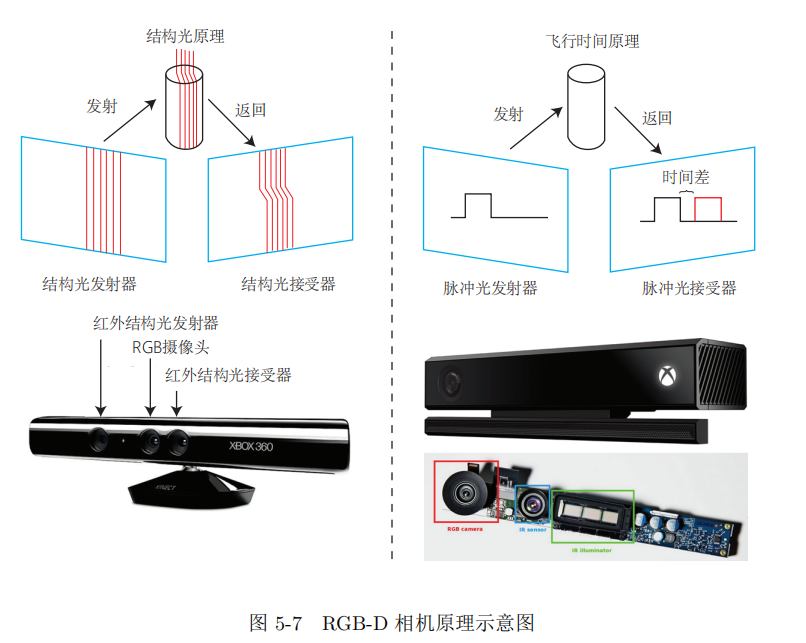 结构光原理
发射
返回
结构光发射器
结构光接受器
红外结构光发射器
RGB摄像头
红外结构光接受器
XBOX 360
KINECT
飞行时间原理
发射
返回
时间差
脉冲光发射器
脉冲光接受器
RGB camera
IR sensor
IR illuminator
图 5-7 RGB-D 相机原理示意图